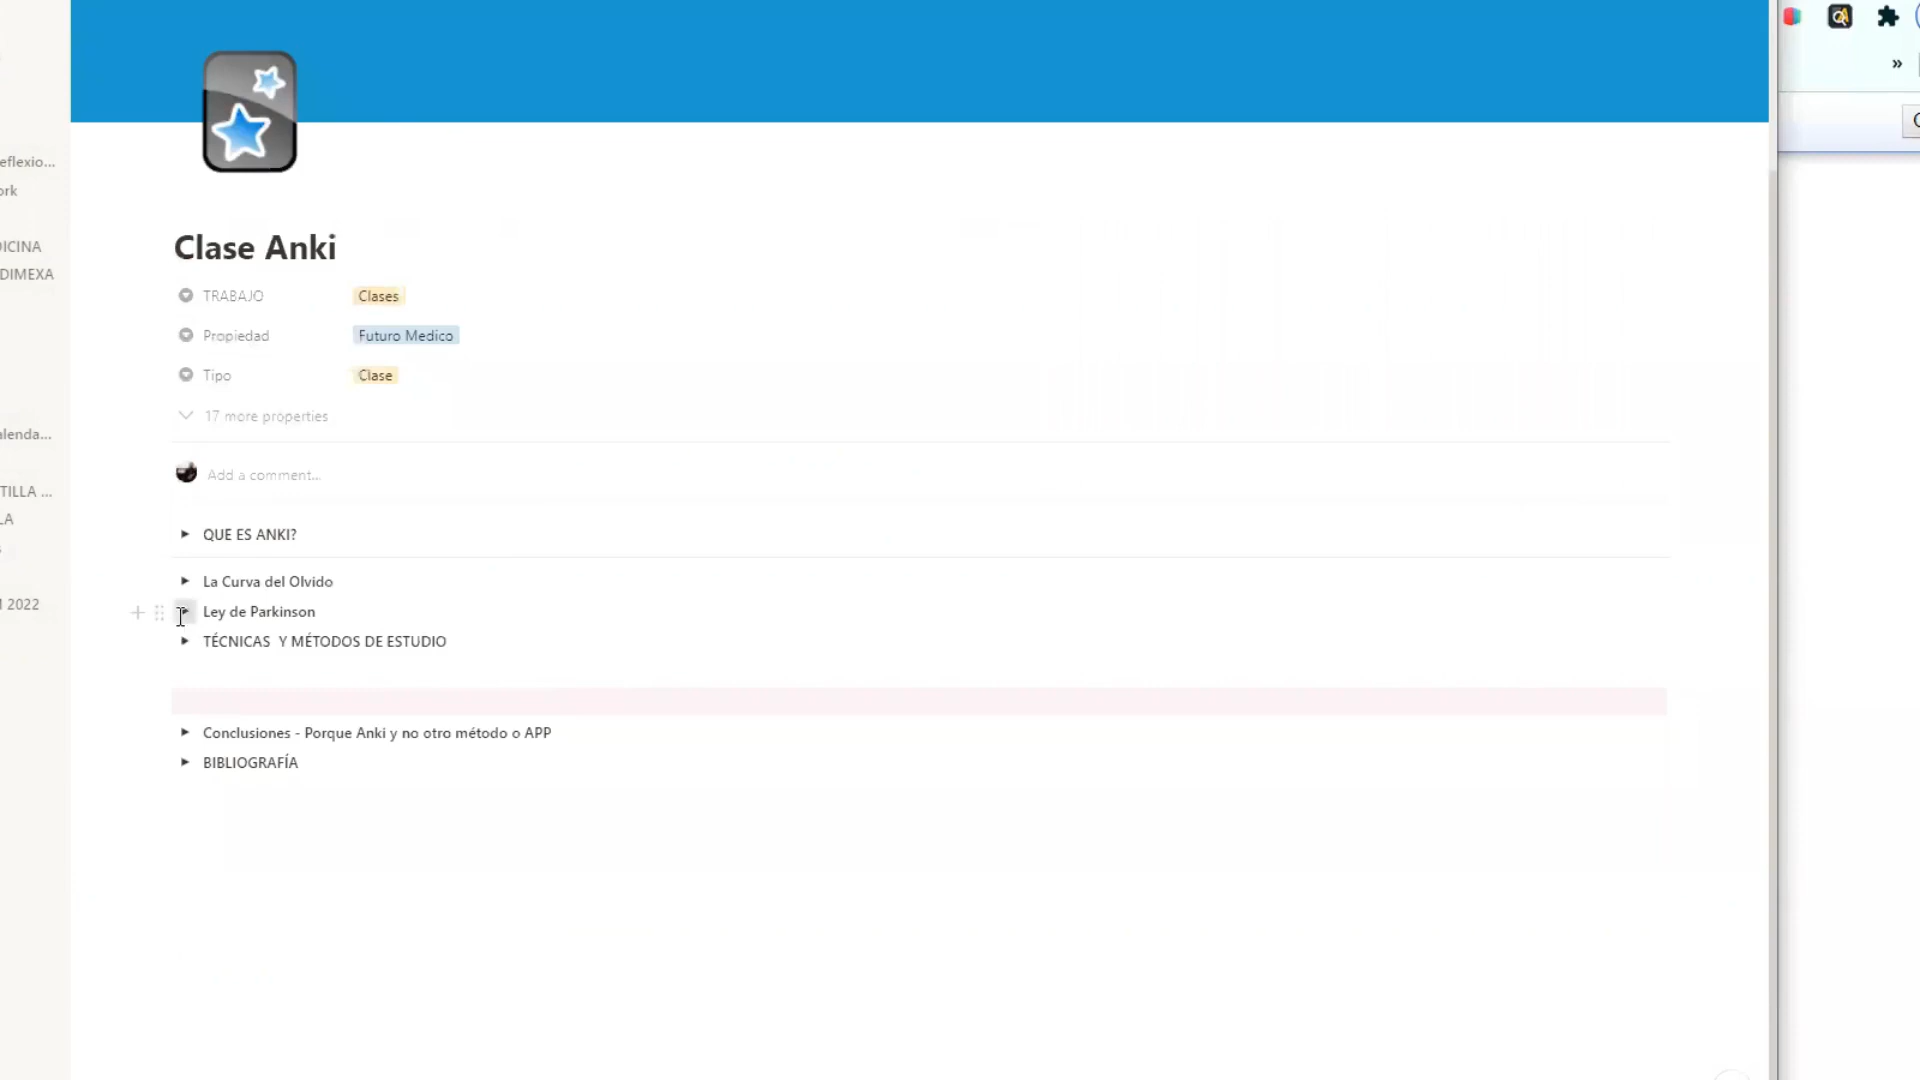 eflexio...
ork
DICINA
DIMEXA
alenda...
TILLA ...
LA
2022
»
Clase Anki
TRABAJO Clases
Propiedad Futuro Medico
Tipo Clase
17 more properties
Add a comment...
QUE ES ANKI?
La Curva del Olvido
Ley de Parkinson
TÉCNICAS Y MÉTODOS DE ESTUDIO
Conclusiones - Porque Anki y no otro método o APP
BIBLIOGRAFÍA